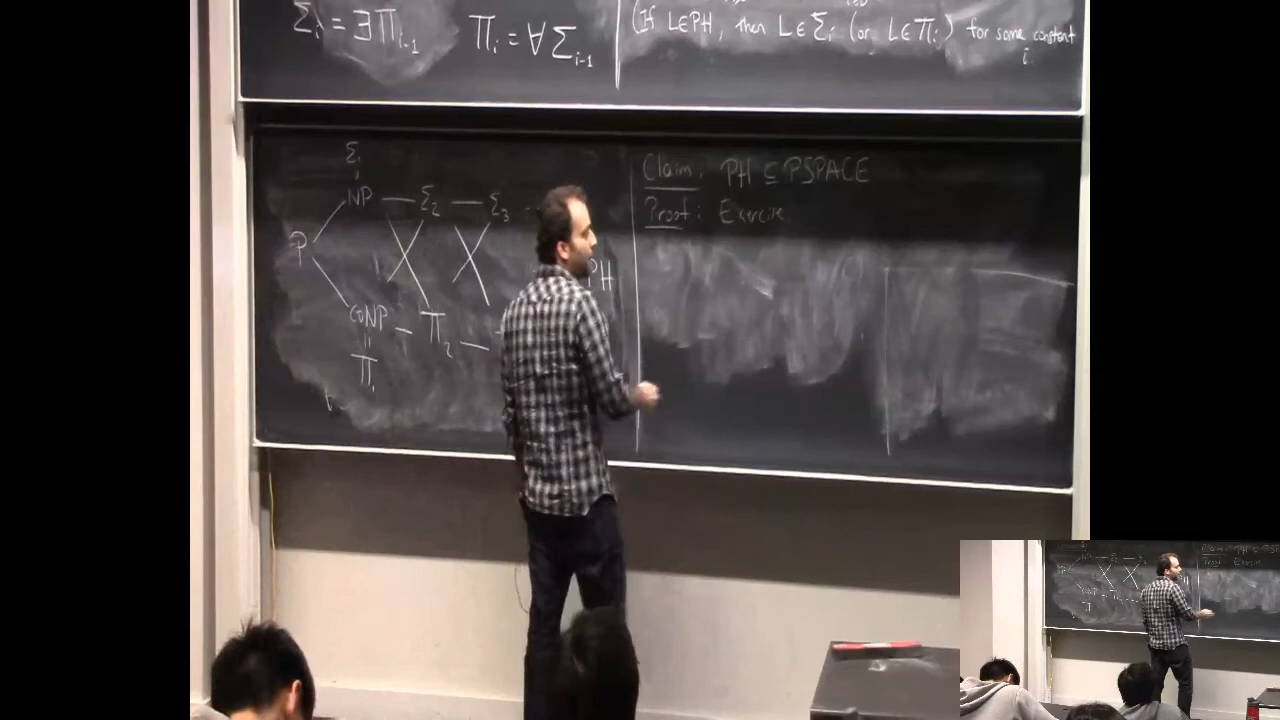 Σᵢ = ∃Πᵢ₋₁ Πᵢ = ∀Σᵢ₋₁
(If L∈PH, then L∈Σᵢ (or L∈Πᵢ) for some constant i.
Σ₁
NP — Σ₂ — Σ₃
P
PH
coNP — Π₂ —
=
Π₁
Claim: PH ⊆ PSPACE
Proof: Exercise